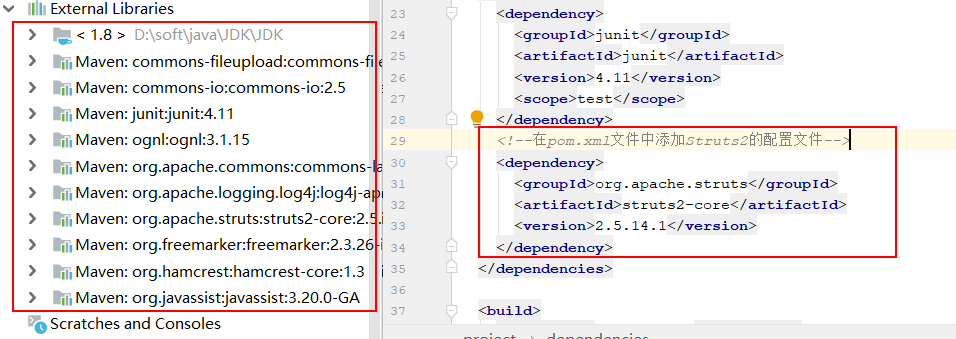 External Libraries
< 1.8 > D:\soft\java\JDK\JDK
Maven: commons-fileupload:commons-file
Maven: commons-io:commons-io:2.5
Maven: junit:junit:4.11
Maven: ognl:ognl:3.1.15
Maven: org.apache.commons:commons-la
Maven: org.apache.logging.log4j:log4j-api
Maven: org.apache.struts:struts2-core:2.5.
Maven: org.freemarker:freemarker:2.3.26-i
Maven: org.hamcrest:hamcrest-core:1.3
Maven: org.javassist:javassist:3.20.0-GA
Scratches and Consoles
23 <dependency>
24 <groupId>junit</groupId>
25 <artifactId>junit</artifactId>
26 <version>4.11</version>
27 <scope>test</scope>
28 </dependency>
29 <!--在pom.xml文件中添加Struts2的配置文件-->
30 <dependency>
31 <groupId>org.apache.struts</groupId>
32 <artifactId>struts2-core</artifactId>
33 <version>2.5.14.1</version>
34 </dependency>
35 </dependencies>
36
37 <build>
project > dependencies